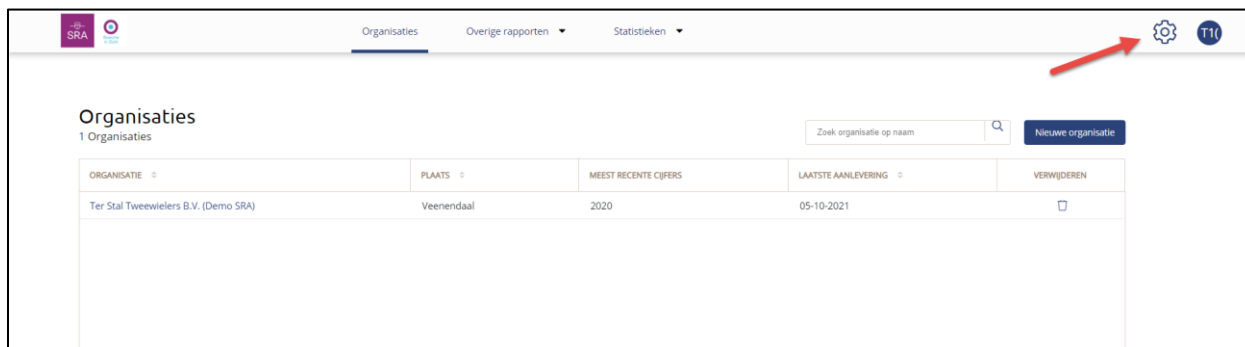 SRA
Organisaties Overige rapporten Statistieken
T1(
Organisaties
1 Organisaties
Zoek organisatie op naam
Nieuwe organisatie
ORGANISATIE PLAATS MEEST RECENTE CIJFERS LAATSTE AANLEVERING VERWIJDEREN
Ter Stal Tweewielers B.V. (Demo SRA) Veenendaal 2020 05-10-2021